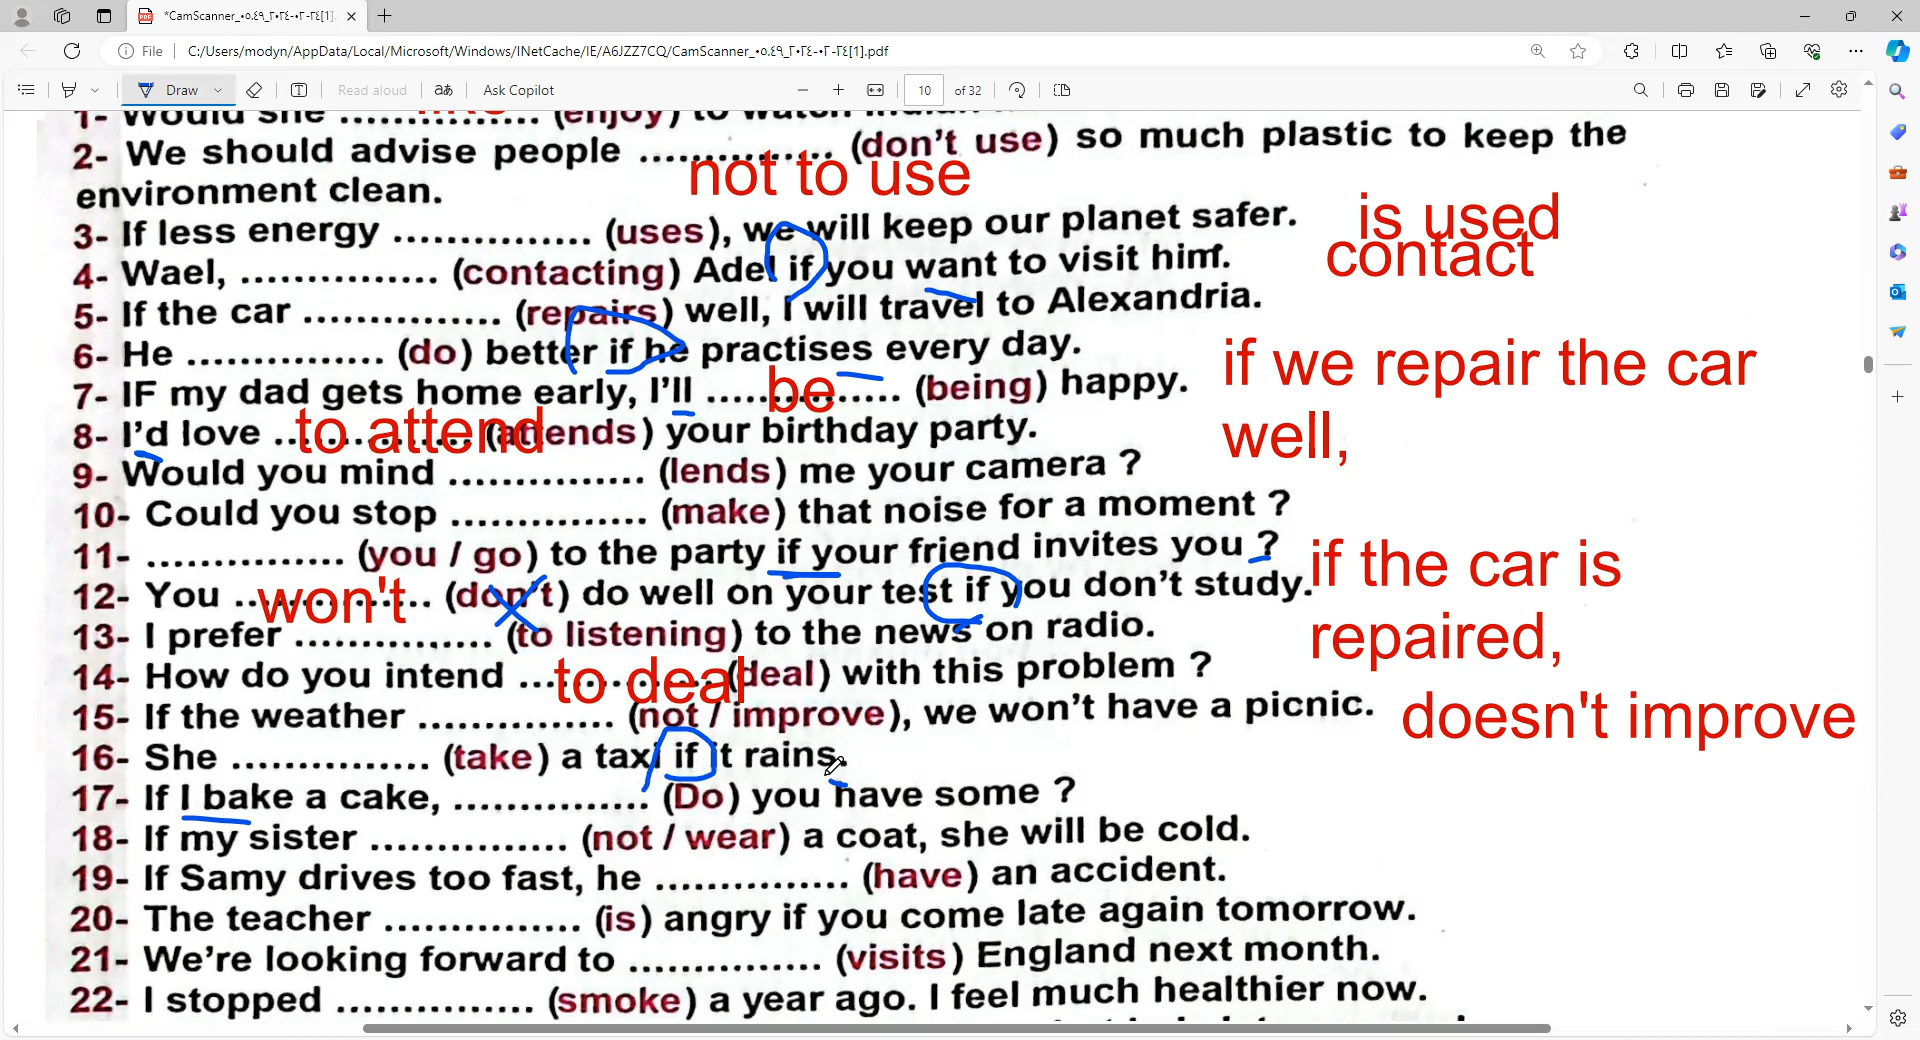 *CamScanner_٠٥.٤٩_٢٠٢٤-٠٢-٢٤[1].
File
C:/Users/modyn/AppData/Local/Microsoft/Windows/INetCache/IE/A6JZZ7CQ/CamScanner_٠٥.٤٩_٢٠٢٤-٠٢-٢٤[1].pdf
Draw
Read aloud
Ask Copilot
10 of 32
1- Would she ................ (enjoy) to watch Indian
2- We should advise people ............... (don't use) so much plastic to keep the
not to use
environment clean.
3- If less energy ............... (uses), we will keep our planet safer.
is used
4- Wael, ............... (contacting) Adel if you want to visit him.
contact
5- If the car ............... (repairs) well, I will travel to Alexandria.
6- He ............... (do) better if he practises every day.
if we repair the car
well,
7- IF my dad gets home early, I'll ............... (being) happy.
be
8- I'd love ............... (attends) your birthday party.
to attend
9- Would you mind ............... (lends) me your camera ?
10- Could you stop ............... (make) that noise for a moment ?
11- ............... (you / go) to the party if your friend invites you ?
if the car is
repaired,
12- You ............... (don't) do well on your test if you don't study.
won't
13- I prefer ............... (to listening) to the news on radio.
14- How do you intend ............... (deal) with this problem ?
to deal
15- If the weather ............... (not / improve), we won't have a picnic.
doesn't improve
16- She ............... (take) a taxi if it rains.
17- If I bake a cake, ............... (Do) you have some ?
18- If my sister ............... (not / wear) a coat, she will be cold.
19- If Samy drives too fast, he ............... (have) an accident.
20- The teacher ............... (is) angry if you come late again tomorrow.
21- We're looking forward to ............... (visits) England next month.
22- I stopped ............... (smoke) a year ago. I feel much healthier now.